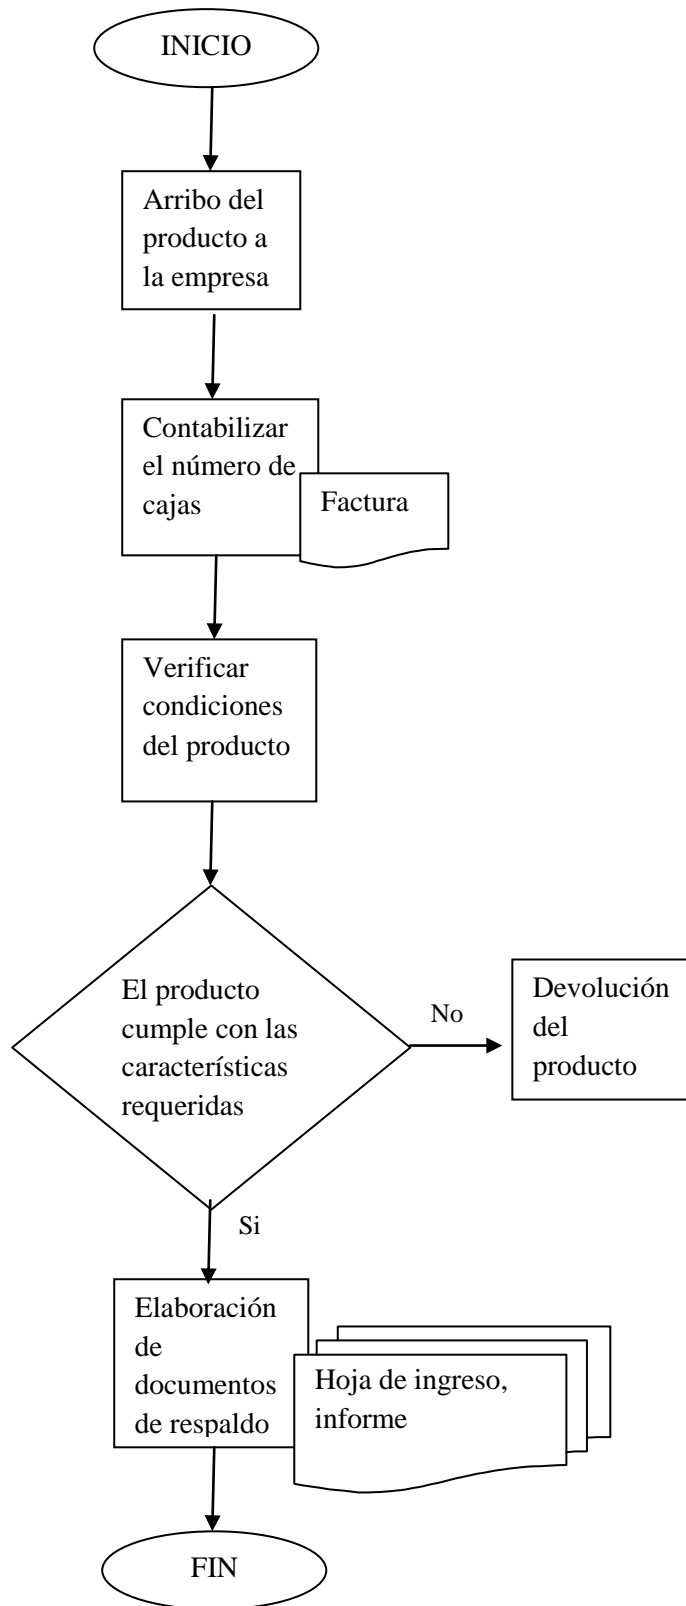 INICIO
Arribo del
producto a
la empresa
Contabilizar
el número de
cajas
Factura
Verificar
condiciones
del producto
El producto
cumple con las
características
requeridas
No
Devolución
del
producto
Si
Elaboración
de
documentos
de respaldo
Hoja de ingreso,
informe
FIN